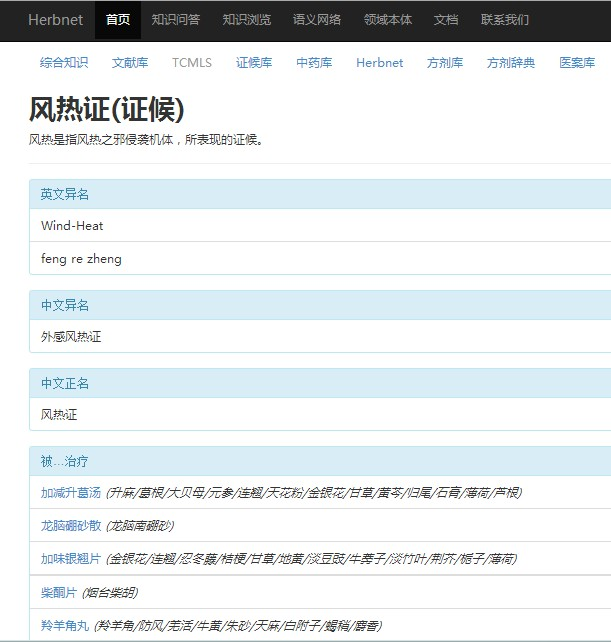 Herbnet 首页 知识问答 知识浏览 语义网络 领域本体 文档 联系我们
综合知识 文献库 TCMLS 证候库 中药库 Herbnet 方剂库 方剂辞典 医案库
风热证(证候)
风热是指风热之邪侵袭机体，所表现的证候。
英文异名
Wind-Heat
feng re zheng
中文异名
外感风热证
中文正名
风热证
被...治疗
加减升葛汤 (升麻/葛根/大贝母/元参/连翘/天花粉/金银花/甘草/黄芩/归尾/石膏/薄荷/芦根)
龙脑硼砂散 (龙脑南硼砂)
加味银翘片 (金银花/连翘/忍冬藤/桔梗/甘草/地黄/淡豆豉/牛蒡子/淡竹叶/荆芥/栀子/薄荷)
柴酮片 (烟台柴胡)
羚羊角丸 (羚羊角/防风/羌活/牛黄/朱砂/天麻/白附子/蝎稍/麝香)